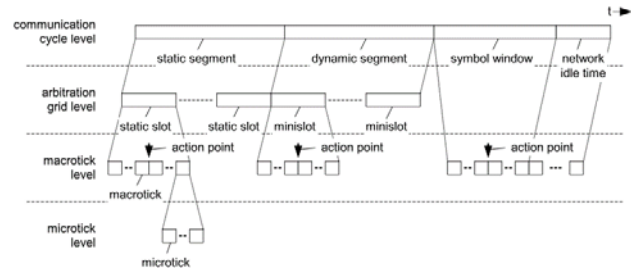 t
communication
cycle level
static segment
dynamic segment
symbol window
network
idle time
arbitration
grid level
static slot
static slot
minislot
minislot
action point
action point
action point
macrotick
level
macrotick
microtick
level
microtick